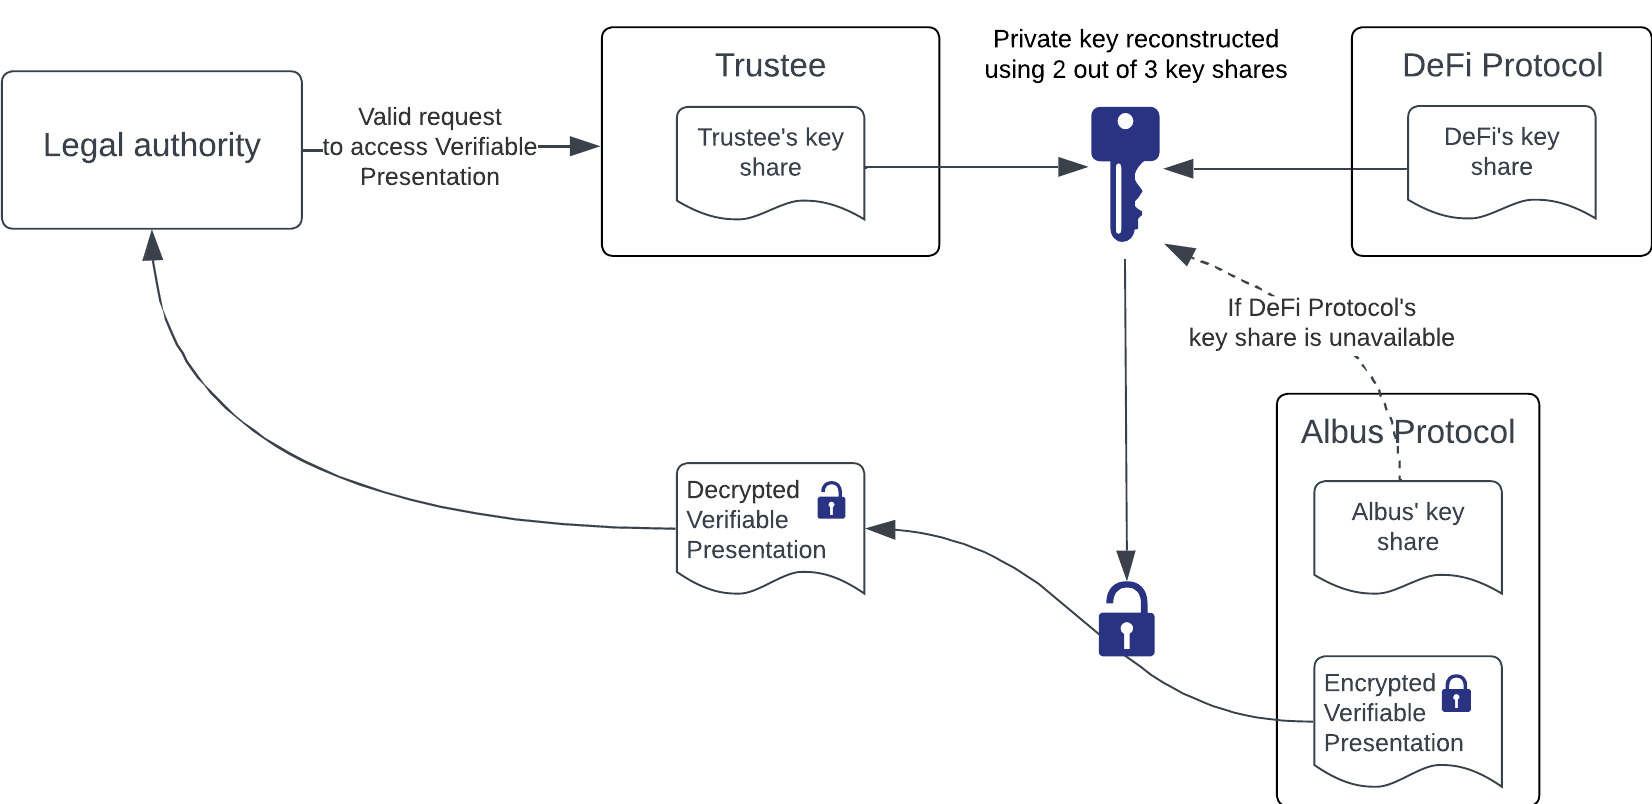 Legal authority
Valid request
to access Verifiable
Presentation
Trustee
Trustee's key
share
Private key reconstructed
using 2 out of 3 key shares
DeFi Protocol
DeFi's key
share
If DeFi Protocol's
key share is unavailable
Albus Protocol
Albus' key
share
Decrypted
Verifiable
Presentation
Encrypted
Verifiable
Presentation